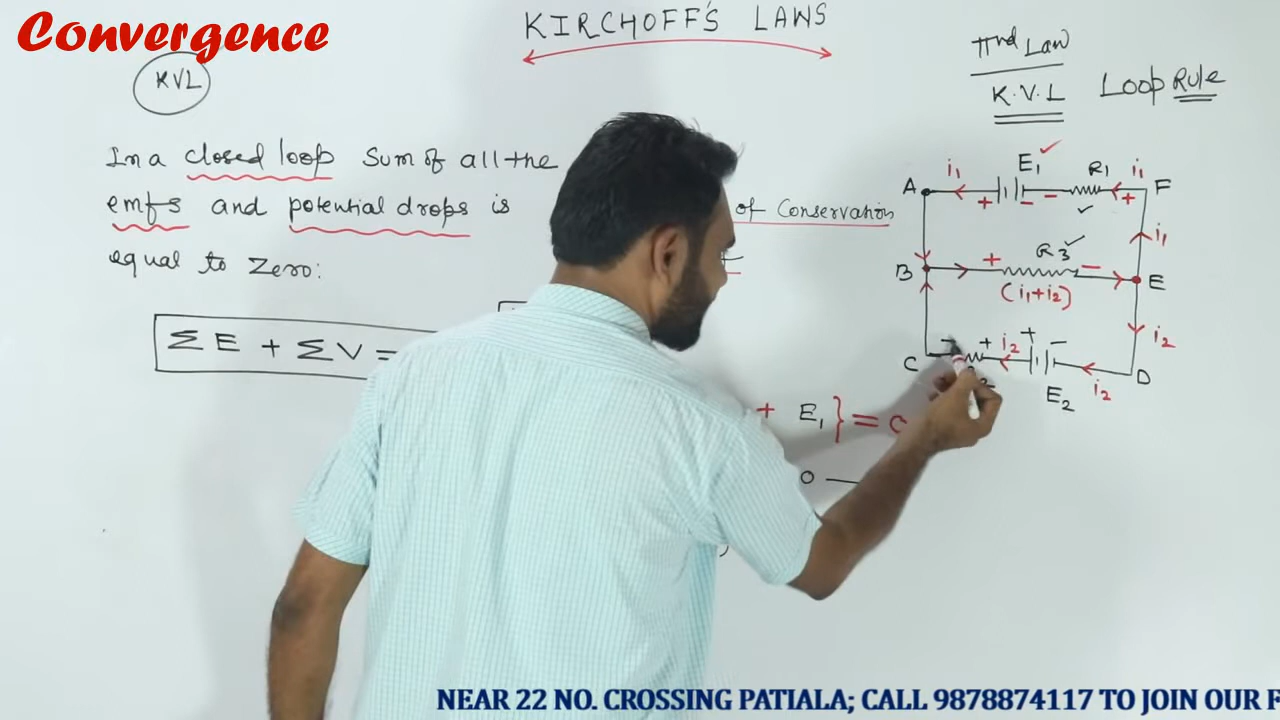 Convergence
KIRCHOFF'S LAWS
KVL
IInd Law
K.V.L Loop Rule
In a closed loop Sum of all the
emfs and potential drops is
of Conservation
equal to Zero:
ΣE + ΣV =
i1 E1 R1 i1
A F
+ - - +
i1
R3
B + - E
(i1+i2)
i2
+ i2 + -
C D
E2 i2
+ E1 } =
0
NEAR 22 NO. CROSSING PATIALA; CALL 9878874117 TO JOIN OUR F